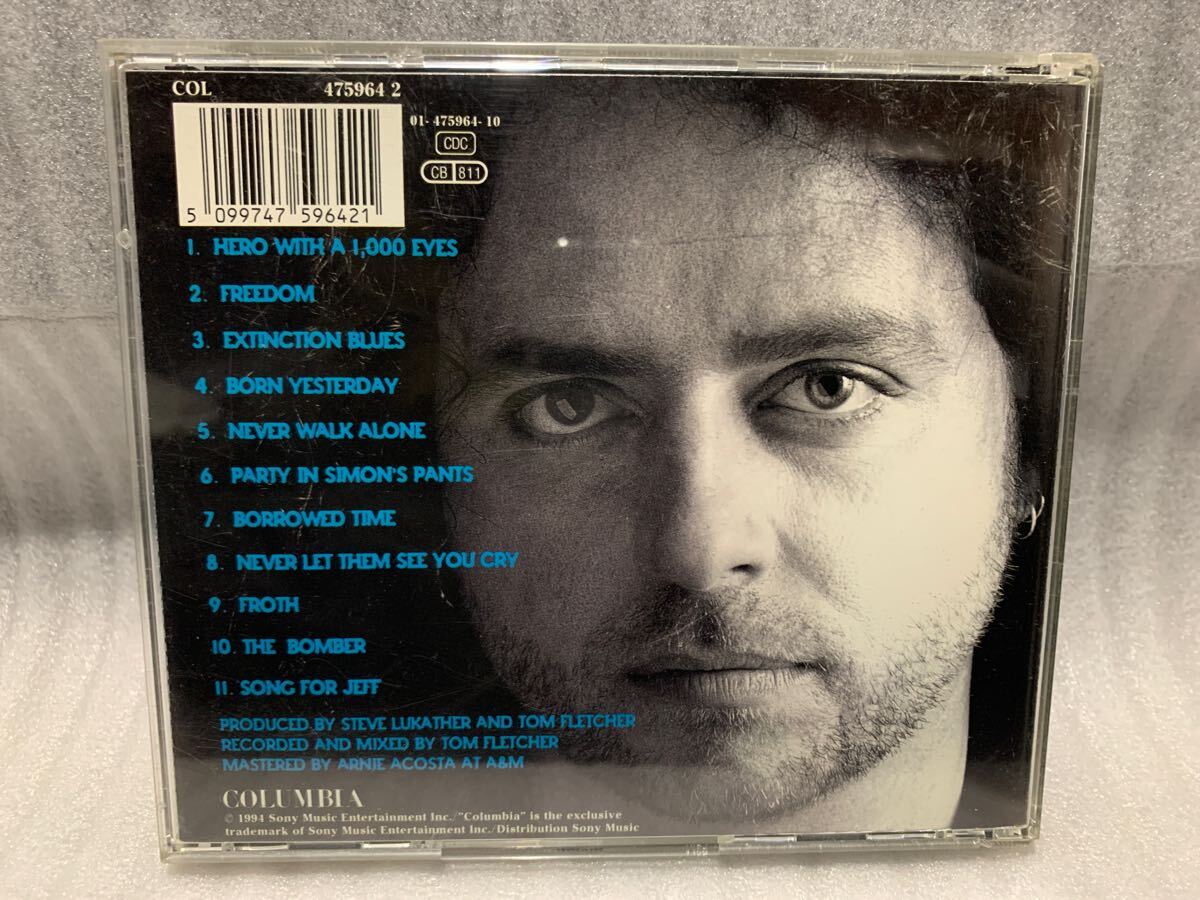 COL 475964 2
01- 475964- 10
CDC
CB 811
5 099747 596421
1. HERO WITH A 1,000 EYES
2. FREEDOM
3. EXTINCTION BLUES
4. BORN YESTERDAY
5. NEVER WALK ALONE
6. PARTY IN SIMON'S PANTS
7. BORROWED TIME
8. NEVER LET THEM SEE YOU CRY
9. FROTH
10. THE BOMBER
11. SONG FOR JEFF
PRODUCED BY STEVE LUKATHER AND TOM FLETCHER
RECORDED AND MIXED BY TOM FLETCHER
MASTERED BY ARNIE ACOSTA AT A&M
COLUMBIA
© 1994 Sony Music Entertainment Inc./"Columbia" is the exclusive
trademark of Sony Music Entertainment Inc./Distribution Sony Music